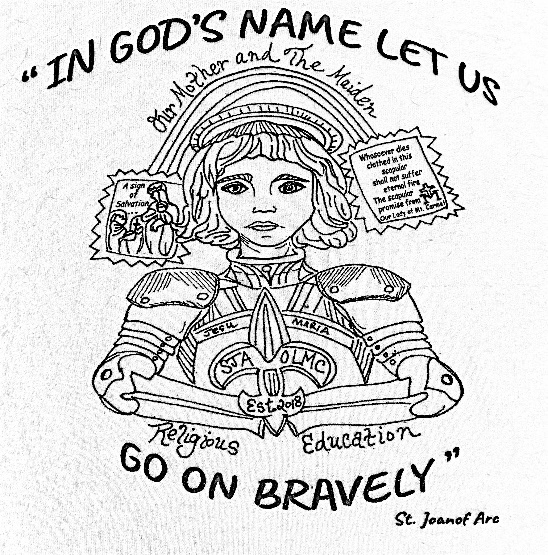 “IN GOD'S NAME LET US
Our Mother and The Maiden
A sign
of
Salvation
Whosoever dies
clothed in this
scapular
shall not suffer
eternal fire
The scapular
promise from
Our Lady of Mt. Carmel
JESU MARIA
SJA OLMC
Est. 2018
Religious Education
GO ON BRAVELY”
St. Joanof Arc